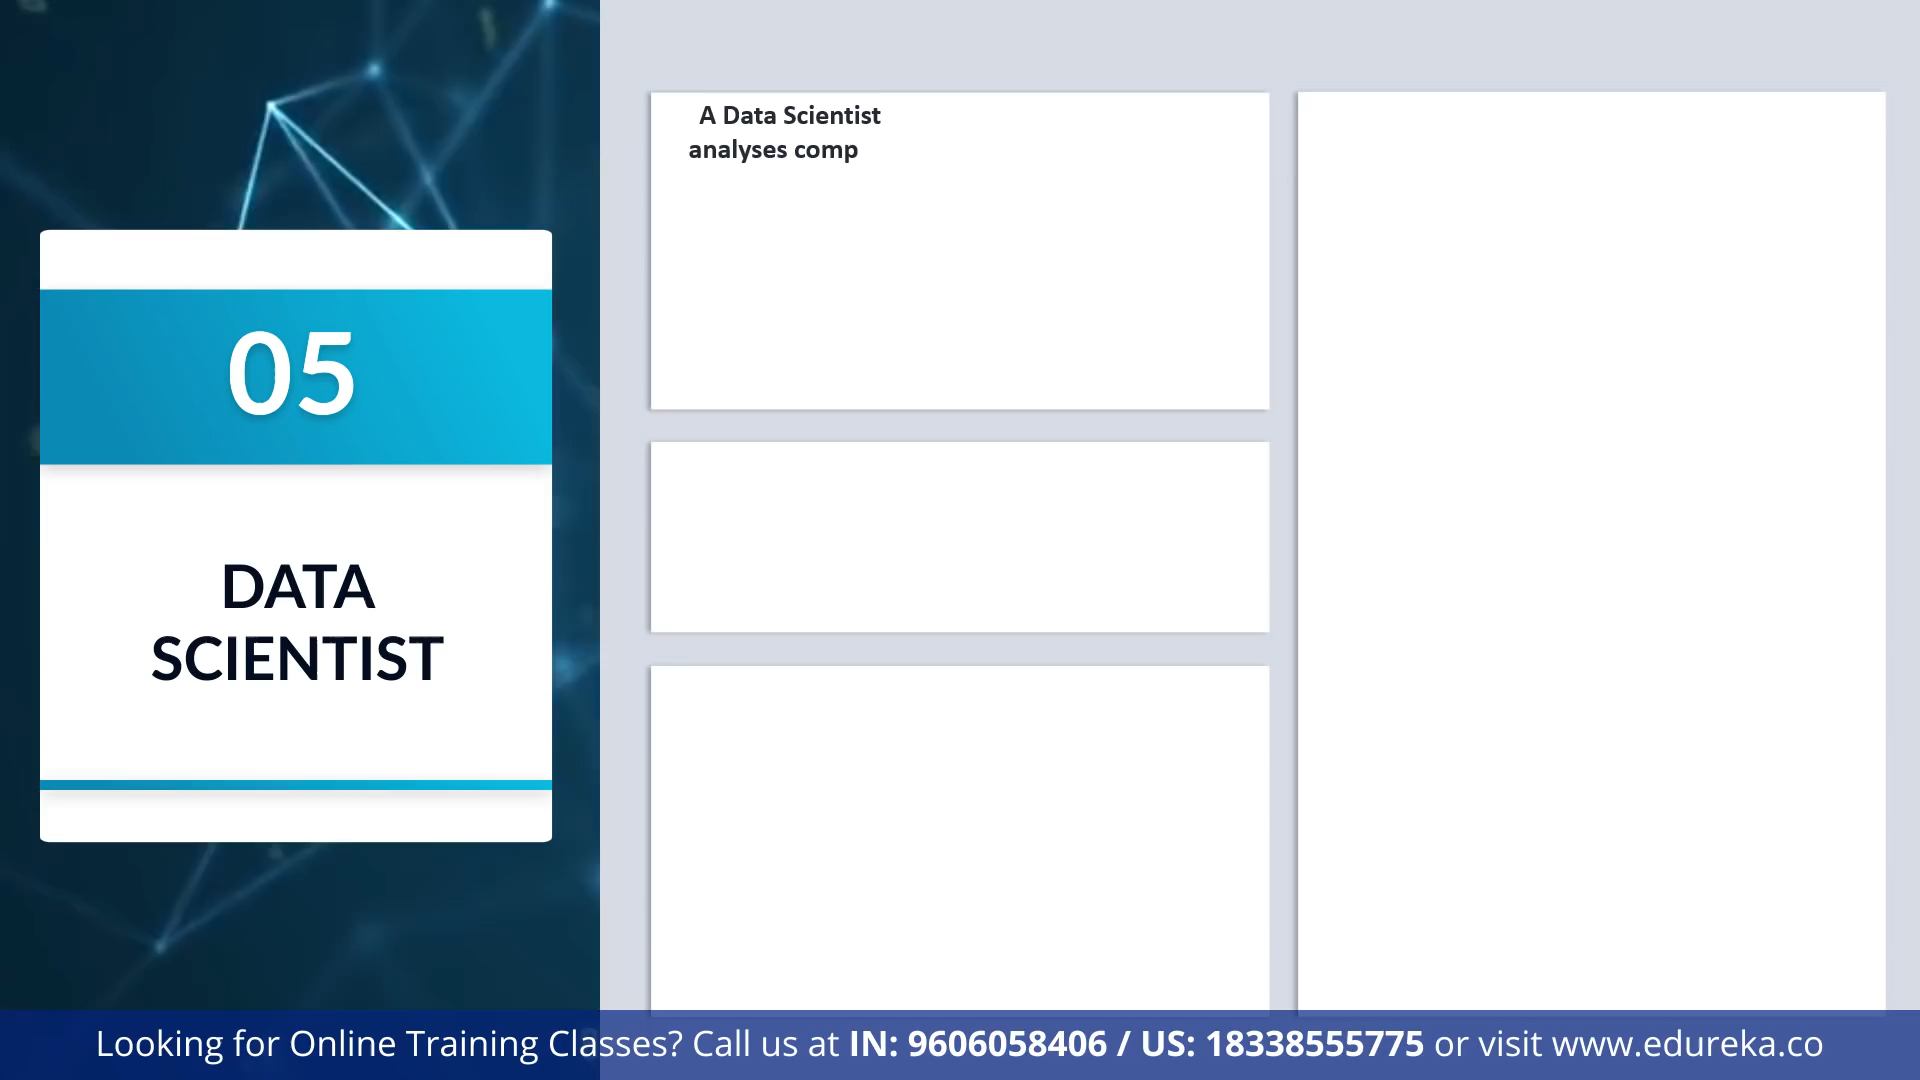 05
DATA
SCIENTIST
A Data Scientist
analyses comp
Looking for Online Training Classes? Call us at IN: 9606058406 / US: 18338555775 or visit www.edureka.co